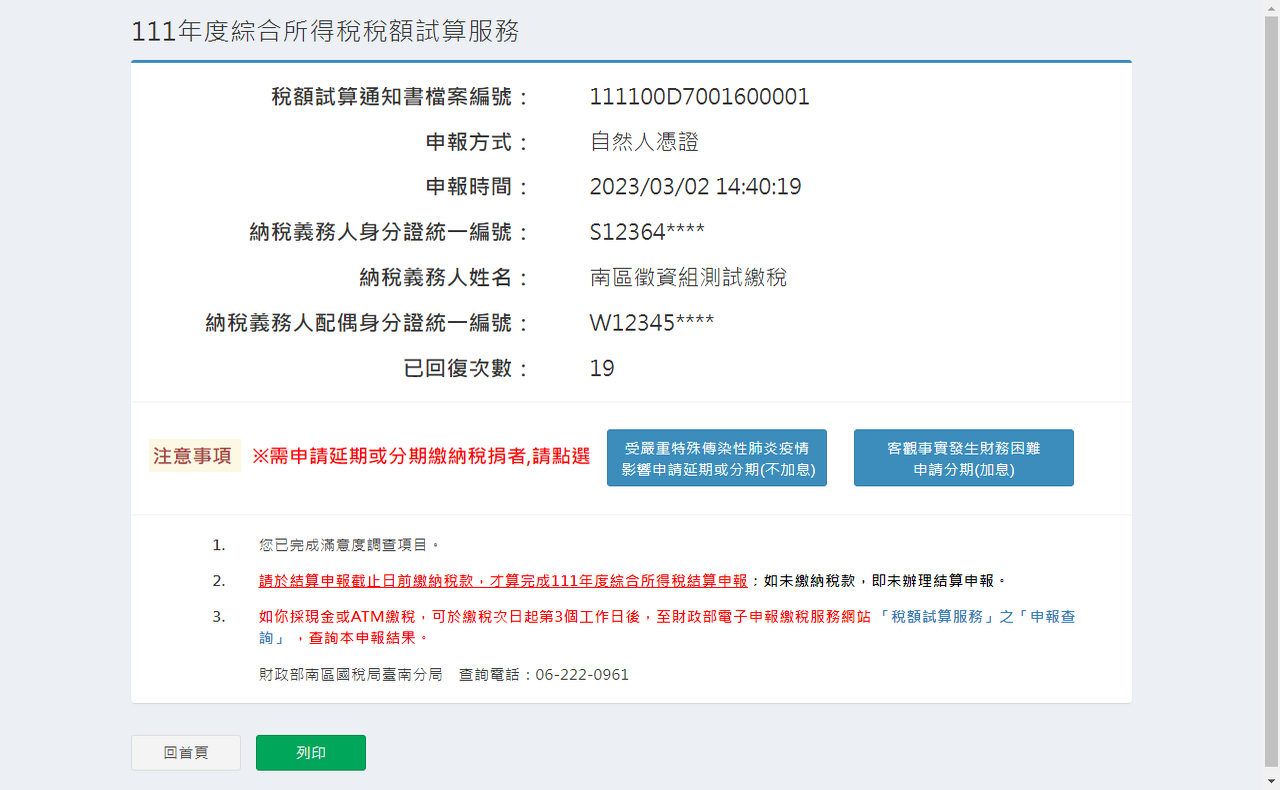 111年度綜合所得稅稅額試算服務
稅額試算通知書檔案編號： 111100D7001600001
申報方式： 自然人憑證
申報時間： 2023/03/02 14:40:19
納稅義務人身分證統一編號： S12364****
納稅義務人姓名： 南區徵資組測試繳稅
納稅義務人配偶身分證統一編號： W12345****
已回復次數： 19
注意事項 ※需申請延期或分期繳納稅捐者,請點選
受嚴重特殊傳染性肺炎疫情
影響申請延期或分期(不加息)
客觀事實發生財務困難
申請分期(加息)
1. 您已完成滿意度調查項目。
2. 請於結算申報截止日前繳納稅款，才算完成111年度綜合所得稅結算申報；如未繳納稅款，即未辦理結算申報。
3. 如你採現金或ATM繳稅，可於繳稅次日起第3個工作日後，至財政部電子申報繳稅服務網站 「稅額試算服務」之「申報查
詢」 ，查詢本申報結果。
財政部南區國稅局臺南分局　查詢電話：06-222-0961
回首頁 列印